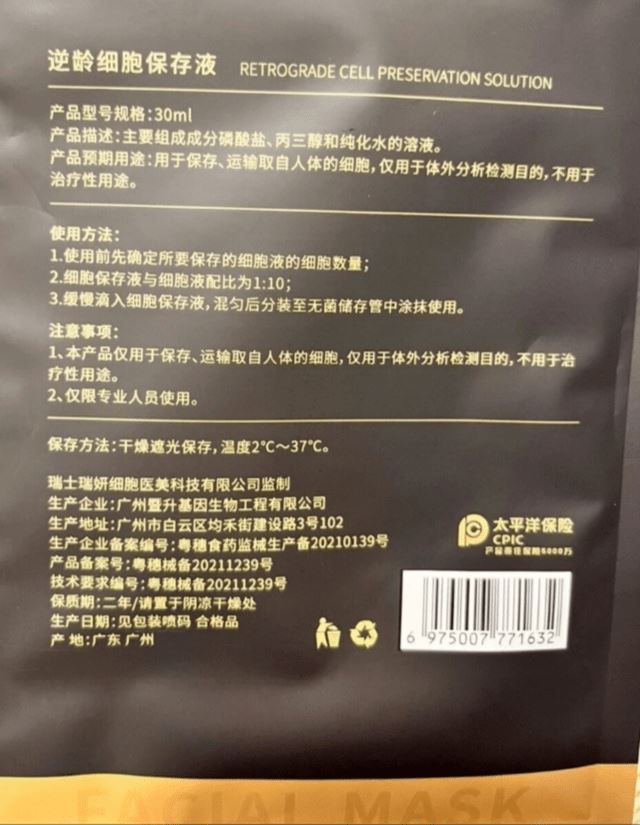 逆龄细胞保存液 RETROGRADE CELL PRESERVATION SOLUTION
产品型号规格:30ml
产品描述:主要组成成分磷酸盐、丙三醇和纯化水的溶液。
产品预期用途:用于保存、运输取自人体的细胞,仅用于体外分析检测目的,不用于
治疗性用途。
使用方法:
1.使用前先确定所要保存的细胞液的细胞数量;
2.细胞保存液与细胞液配比为1:10;
3.缓慢滴入细胞保存液,混匀后分装至无菌储存管中涂抹使用。
注意事项:
1、本产品仅用于保存、运输取自人体的细胞,仅用于体外分析检测目的,不用于治
疗性用途。
2、仅限专业人员使用。
保存方法:干燥遮光保存,温度2℃~37℃。
瑞士瑞妍细胞医美科技有限公司监制
生产企业:广州暨升基因生物工程有限公司
生产地址:广州市白云区均禾街建设路3号102
生产企业备案编号:粤穗食药监械生产备20210139号
产品备案号:粤穗械备20211239号
技术要求编号:粤穗械备20211239号
保质期:二年/请置于阴凉干燥处
生产日期:见包装喷码 合格品
产 地:广东 广州
太平洋保险
CPIC
产品责任保险6000万
6 975007 771632
FACIAL MASK